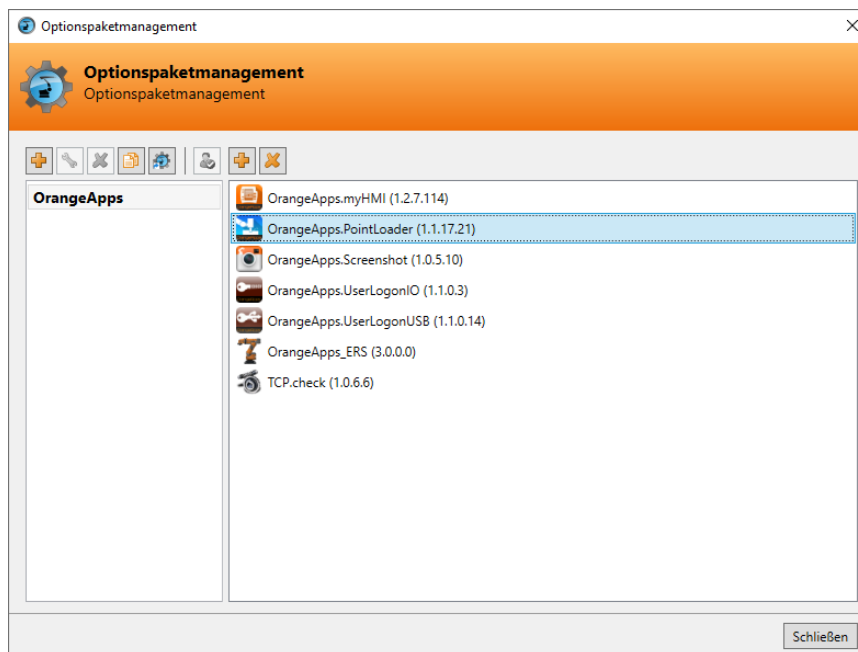 Optionspaketmanagement
Optionspaketmanagement
Optionspaketmanagement
OrangeApps
OrangeApps.myHMI (1.2.7.114)
OrangeApps.PointLoader (1.1.17.21)
OrangeApps.Screenshot (1.0.5.10)
OrangeApps.UserLogonIO (1.1.0.3)
OrangeApps.UserLogonUSB (1.1.0.14)
OrangeApps_ERS (3.0.0.0)
TCP.check (1.0.6.6)
Schließen